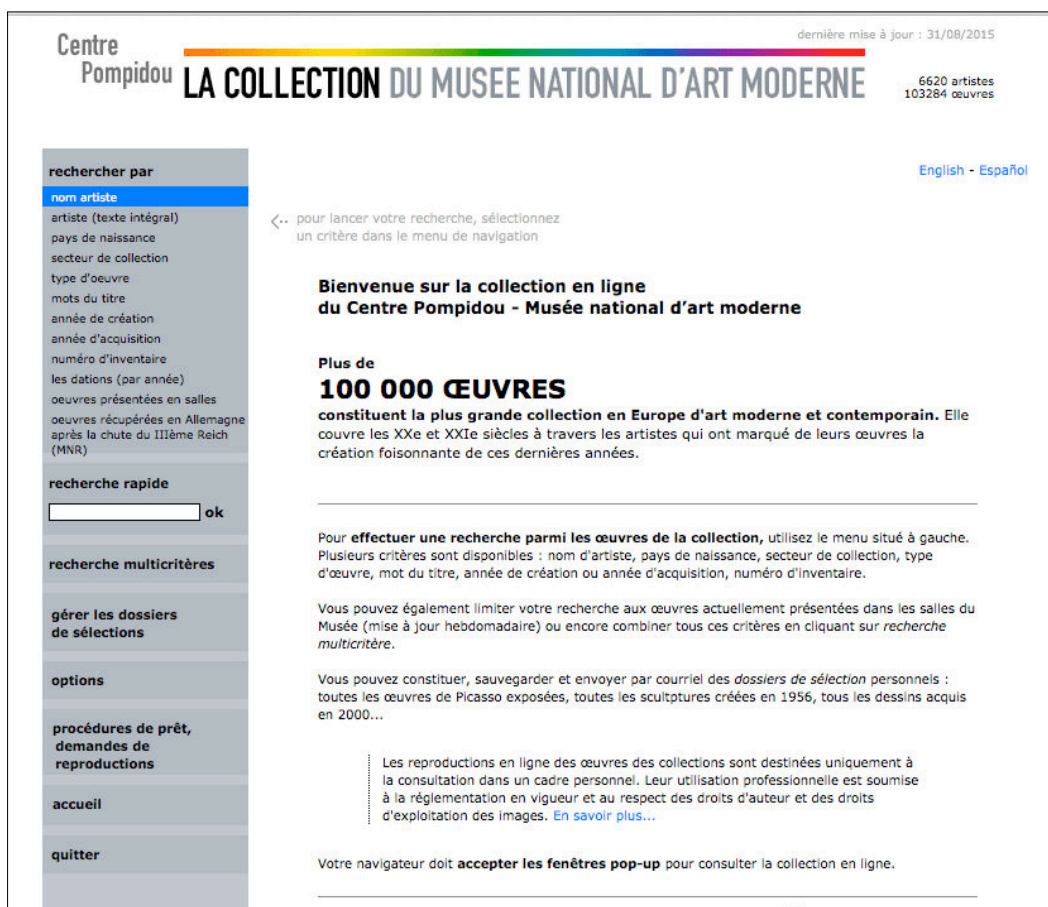 dernière mise à jour : 31/08/2015
Centre
Pompidou
LA COLLECTION DU MUSEE NATIONAL D'ART MODERNE
6620 artistes
103284 œuvres
English - Español
rechercher par
nom artiste
artiste (texte intégral)
pays de naissance
secteur de collection
type d'oeuvre
mots du titre
année de création
année d'acquisition
numéro d'inventaire
les dations (par année)
oeuvres présentées en salles
oeuvres récupérées en Allemagne
après la chute du IIIème Reich
(MNR)
recherche rapide
ok
recherche multicritères
gérer les dossiers
de sélections
options
procédures de prêt,
demandes de
reproductions
accueil
quitter
<·· pour lancer votre recherche, sélectionnez
un critère dans le menu de navigation
Bienvenue sur la collection en ligne
du Centre Pompidou - Musée national d’art moderne
Plus de
100 000 ŒUVRES
constituent la plus grande collection en Europe d'art moderne et contemporain. Elle
couvre les XXe et XXIe siècles à travers les artistes qui ont marqué de leurs œuvres la
création foisonnante de ces dernières années.
Pour effectuer une recherche parmi les œuvres de la collection, utilisez le menu situé à gauche.
Plusieurs critères sont disponibles : nom d'artiste, pays de naissance, secteur de collection, type
d'œuvre, mot du titre, année de création ou année d'acquisition, numéro d'inventaire.
Vous pouvez également limiter votre recherche aux œuvres actuellement présentées dans les salles du
Musée (mise à jour hebdomadaire) ou encore combiner tous ces critères en cliquant sur recherche
multicritère.
Vous pouvez constituer, sauvegarder et envoyer par courriel des dossiers de sélection personnels :
toutes les œuvres de Picasso exposées, toutes les scultptures créées en 1956, tous les dessins acquis
en 2000...
Les reproductions en ligne des œuvres des collections sont destinées uniquement à
la consultation dans un cadre personnel. Leur utilisation professionnelle est soumise
à la réglementation en vigueur et au respect des droits d'auteur et des droits
d'exploitation des images. En savoir plus...
Votre navigateur doit accepter les fenêtres pop-up pour consulter la collection en ligne.